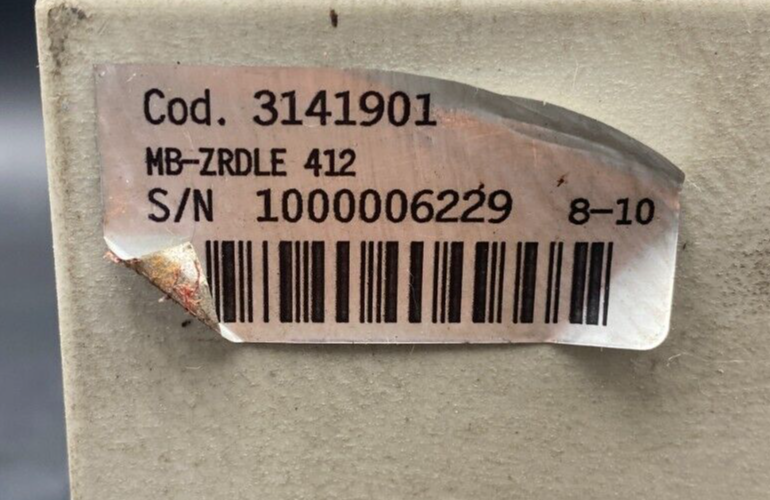 Cod. 3141901
MB-ZRDLE 412
S/N 1000006229 8-10